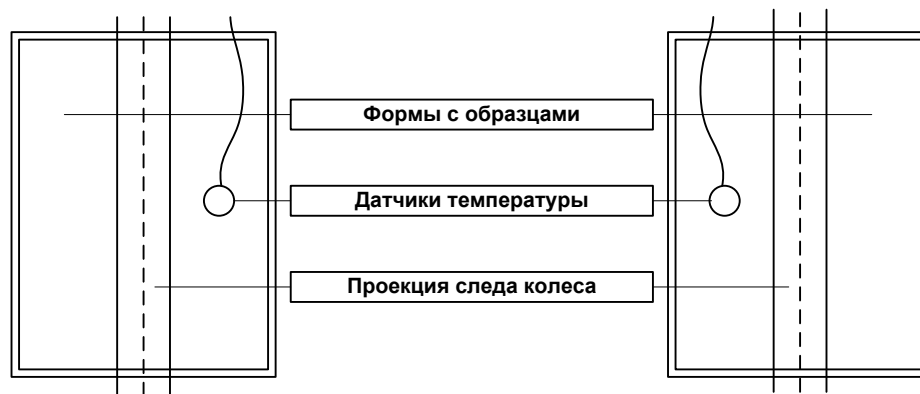 Формы с образцами
Датчики температуры
Проекция следа колеса